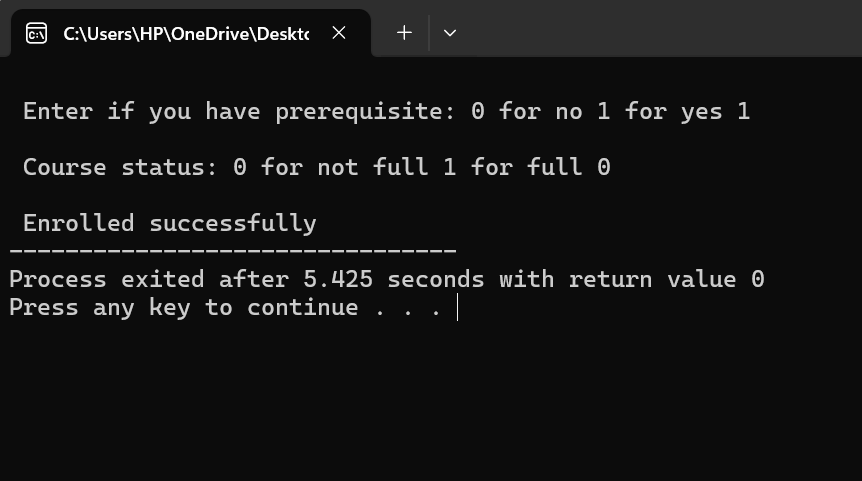 C:\Users\HP\OneDrive\Deskto
Enter if you have prerequisite: 0 for no 1 for yes 1
Course status: 0 for not full 1 for full 0
Enrolled successfully
--------------------------------
Process exited after 5.425 seconds with return value 0
Press any key to continue . . .